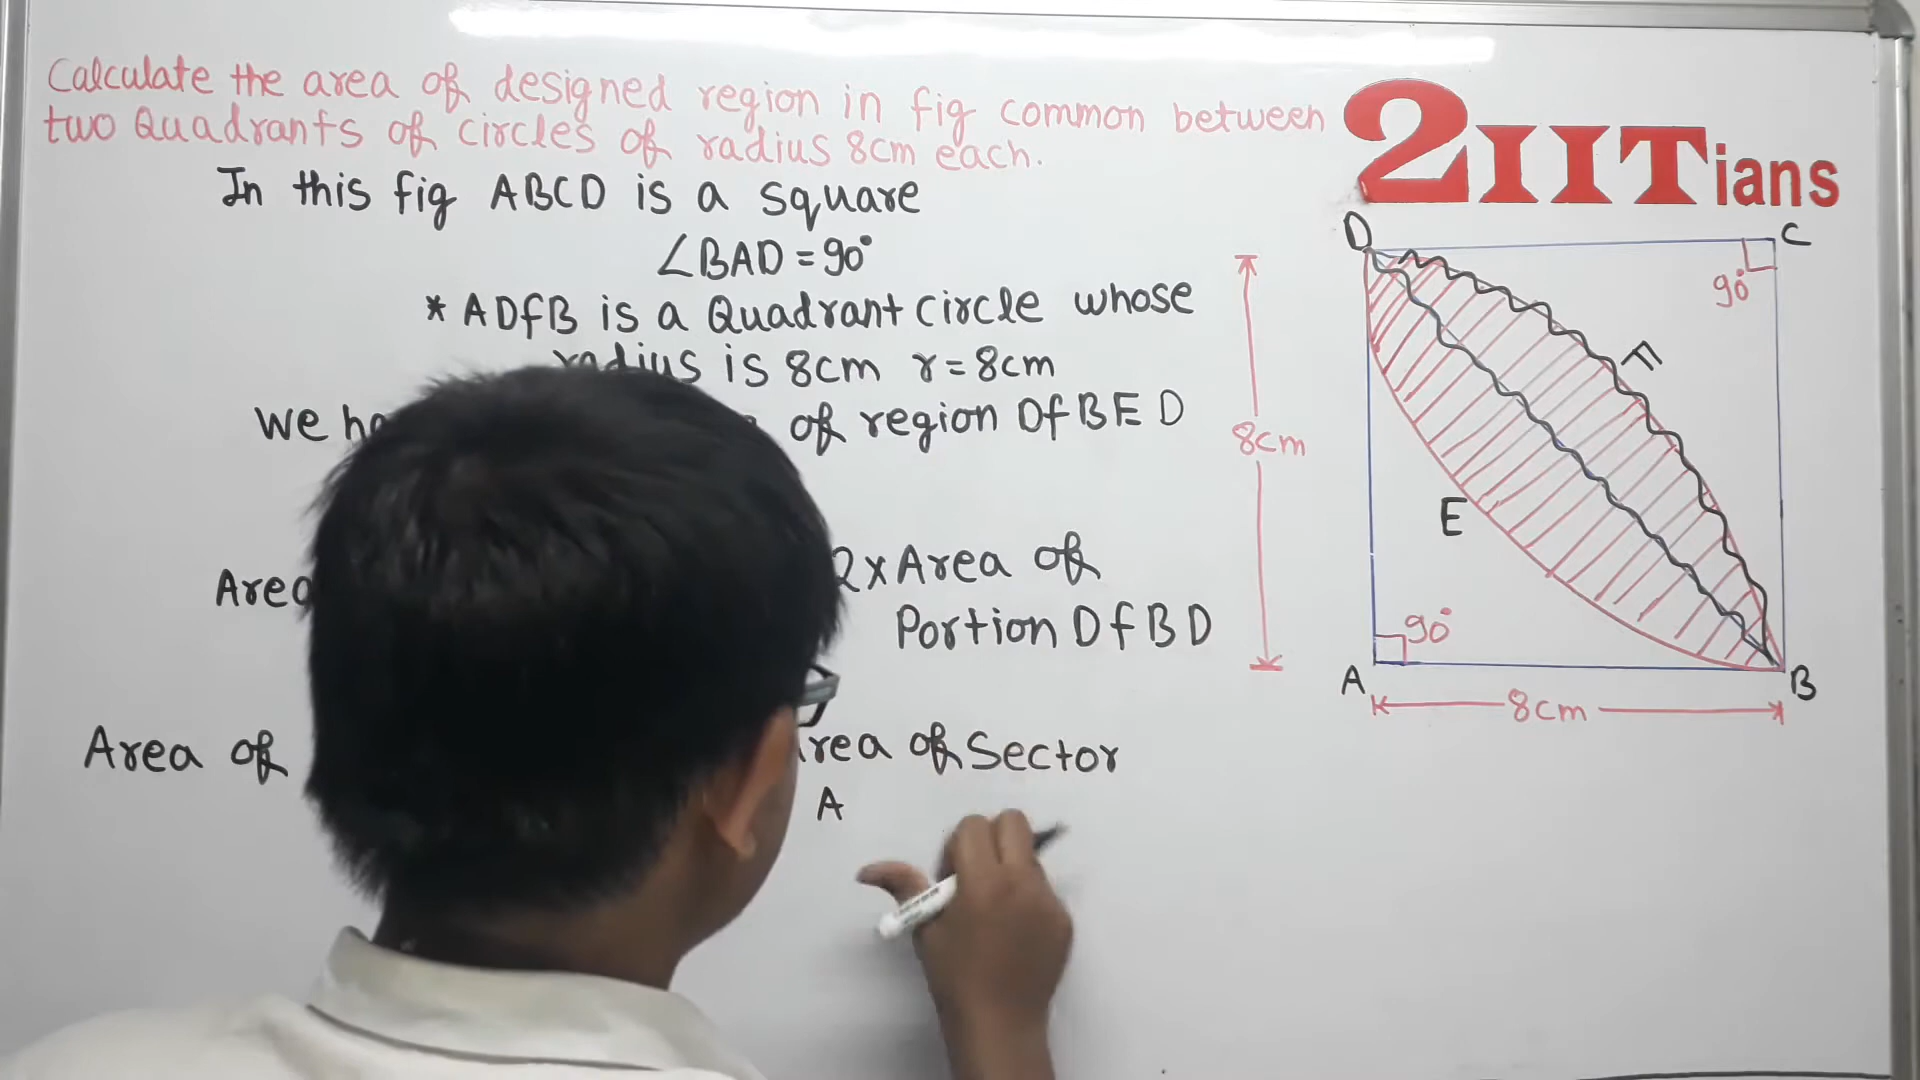 Calculate the area of designed region in fig common between
two Quadrants of circles of radius 8cm each.
2IITians
In this fig ABCD is a square
∠BAD = 90°
* ADfB is a Quadrant circle whose
radius is 8cm r = 8cm
We of region DfBED
Area 2 x Area of
Portion DfBD
Area of Area of Sector
A
D
C
90°
F
8cm
E
90°
A
B
8cm